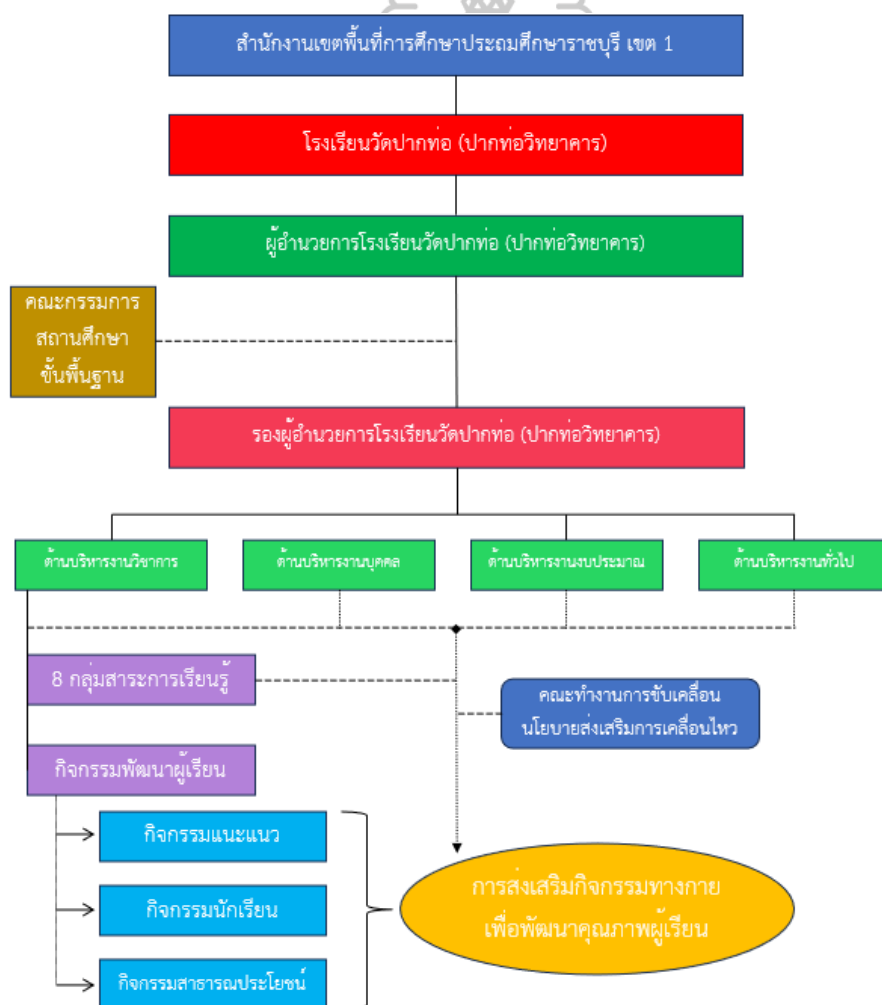 สำนักงานเขตพื้นที่การศึกษาประถมศึกษาราชบุรี เขต 1
โรงเรียนวัดปากท่อ (ปากท่อวิทยาคาร)
ผู้อำนวยการโรงเรียนวัดปากท่อ (ปากท่อวิทยาคาร)
คณะกรรมการ
สถานศึกษา
ขั้นพื้นฐาน
รองผู้อำนวยการโรงเรียนวัดปากท่อ (ปากท่อวิทยาคาร)
ด้านบริหารงานวิชาการ
ด้านบริหารงานบุคคล
ด้านบริหารงานงบประมาณ
ด้านบริหารงานทั่วไป
8 กลุ่มสาระการเรียนรู้
คณะทำงานการขับเคลื่อน
นโยบายส่งเสริมการเคลื่อนไหว
กิจกรรมพัฒนาผู้เรียน
กิจกรรมแนะแนว
กิจกรรมนักเรียน
กิจกรรมสาธารณประโยชน์
การส่งเสริมกิจกรรมทางกาย
เพื่อพัฒนาคุณภาพผู้เรียน